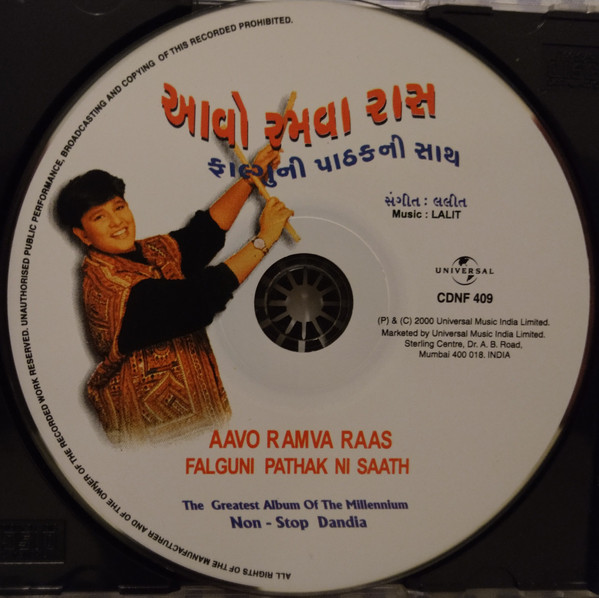 ALL RIGHTS OF THE MANUFACTURER AND OF THE OWNER OF THE RECORDED WORK RESERVED. UNAUTHORISED PUBLIC PERFORMANCE, BROADCASTING AND COPYING OF THIS RECORDED PROHIBITED.
આવો રમવા રાસ
ફાલ્ગુની પાઠકની સાથ
સંગીત : લલીત
Music : LALIT
UNIVERSAL
CDNF 409
(P) & (C) 2000 Universal Music India Limited.
Marketed by Universal Music India Limited.
Sterling Centre, Dr. A. B. Road,
Mumbai 400 018. INDIA
AAVO RAMVA RAAS
FALGUNI PATHAK NI SAATH
The Greatest Album Of The Millennium
Non - Stop Dandia